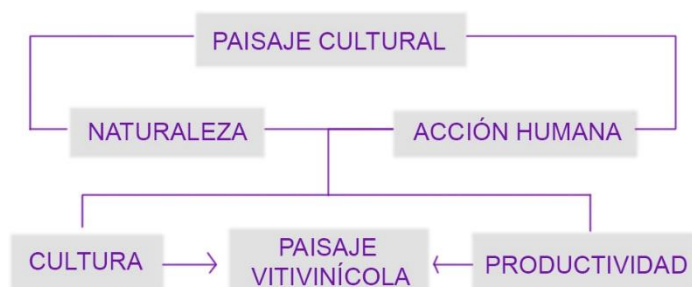 PAISAJE CULTURAL
NATURALEZA
ACCIÓN HUMANA
CULTURA
PAISAJE
VITIVINÍCOLA
PRODUCTIVIDAD